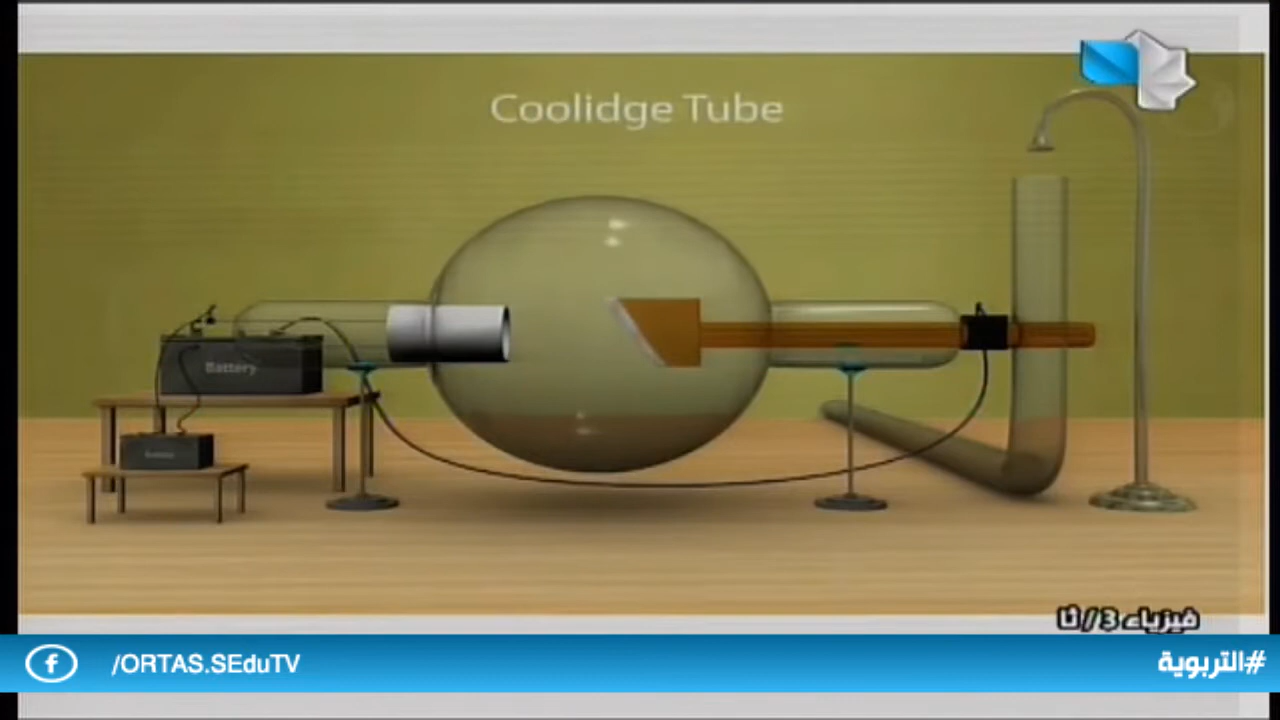 Coolidge Tube
Battery
فيزياء 3/ ثا
/ORTAS.SEduTV
#التربوية